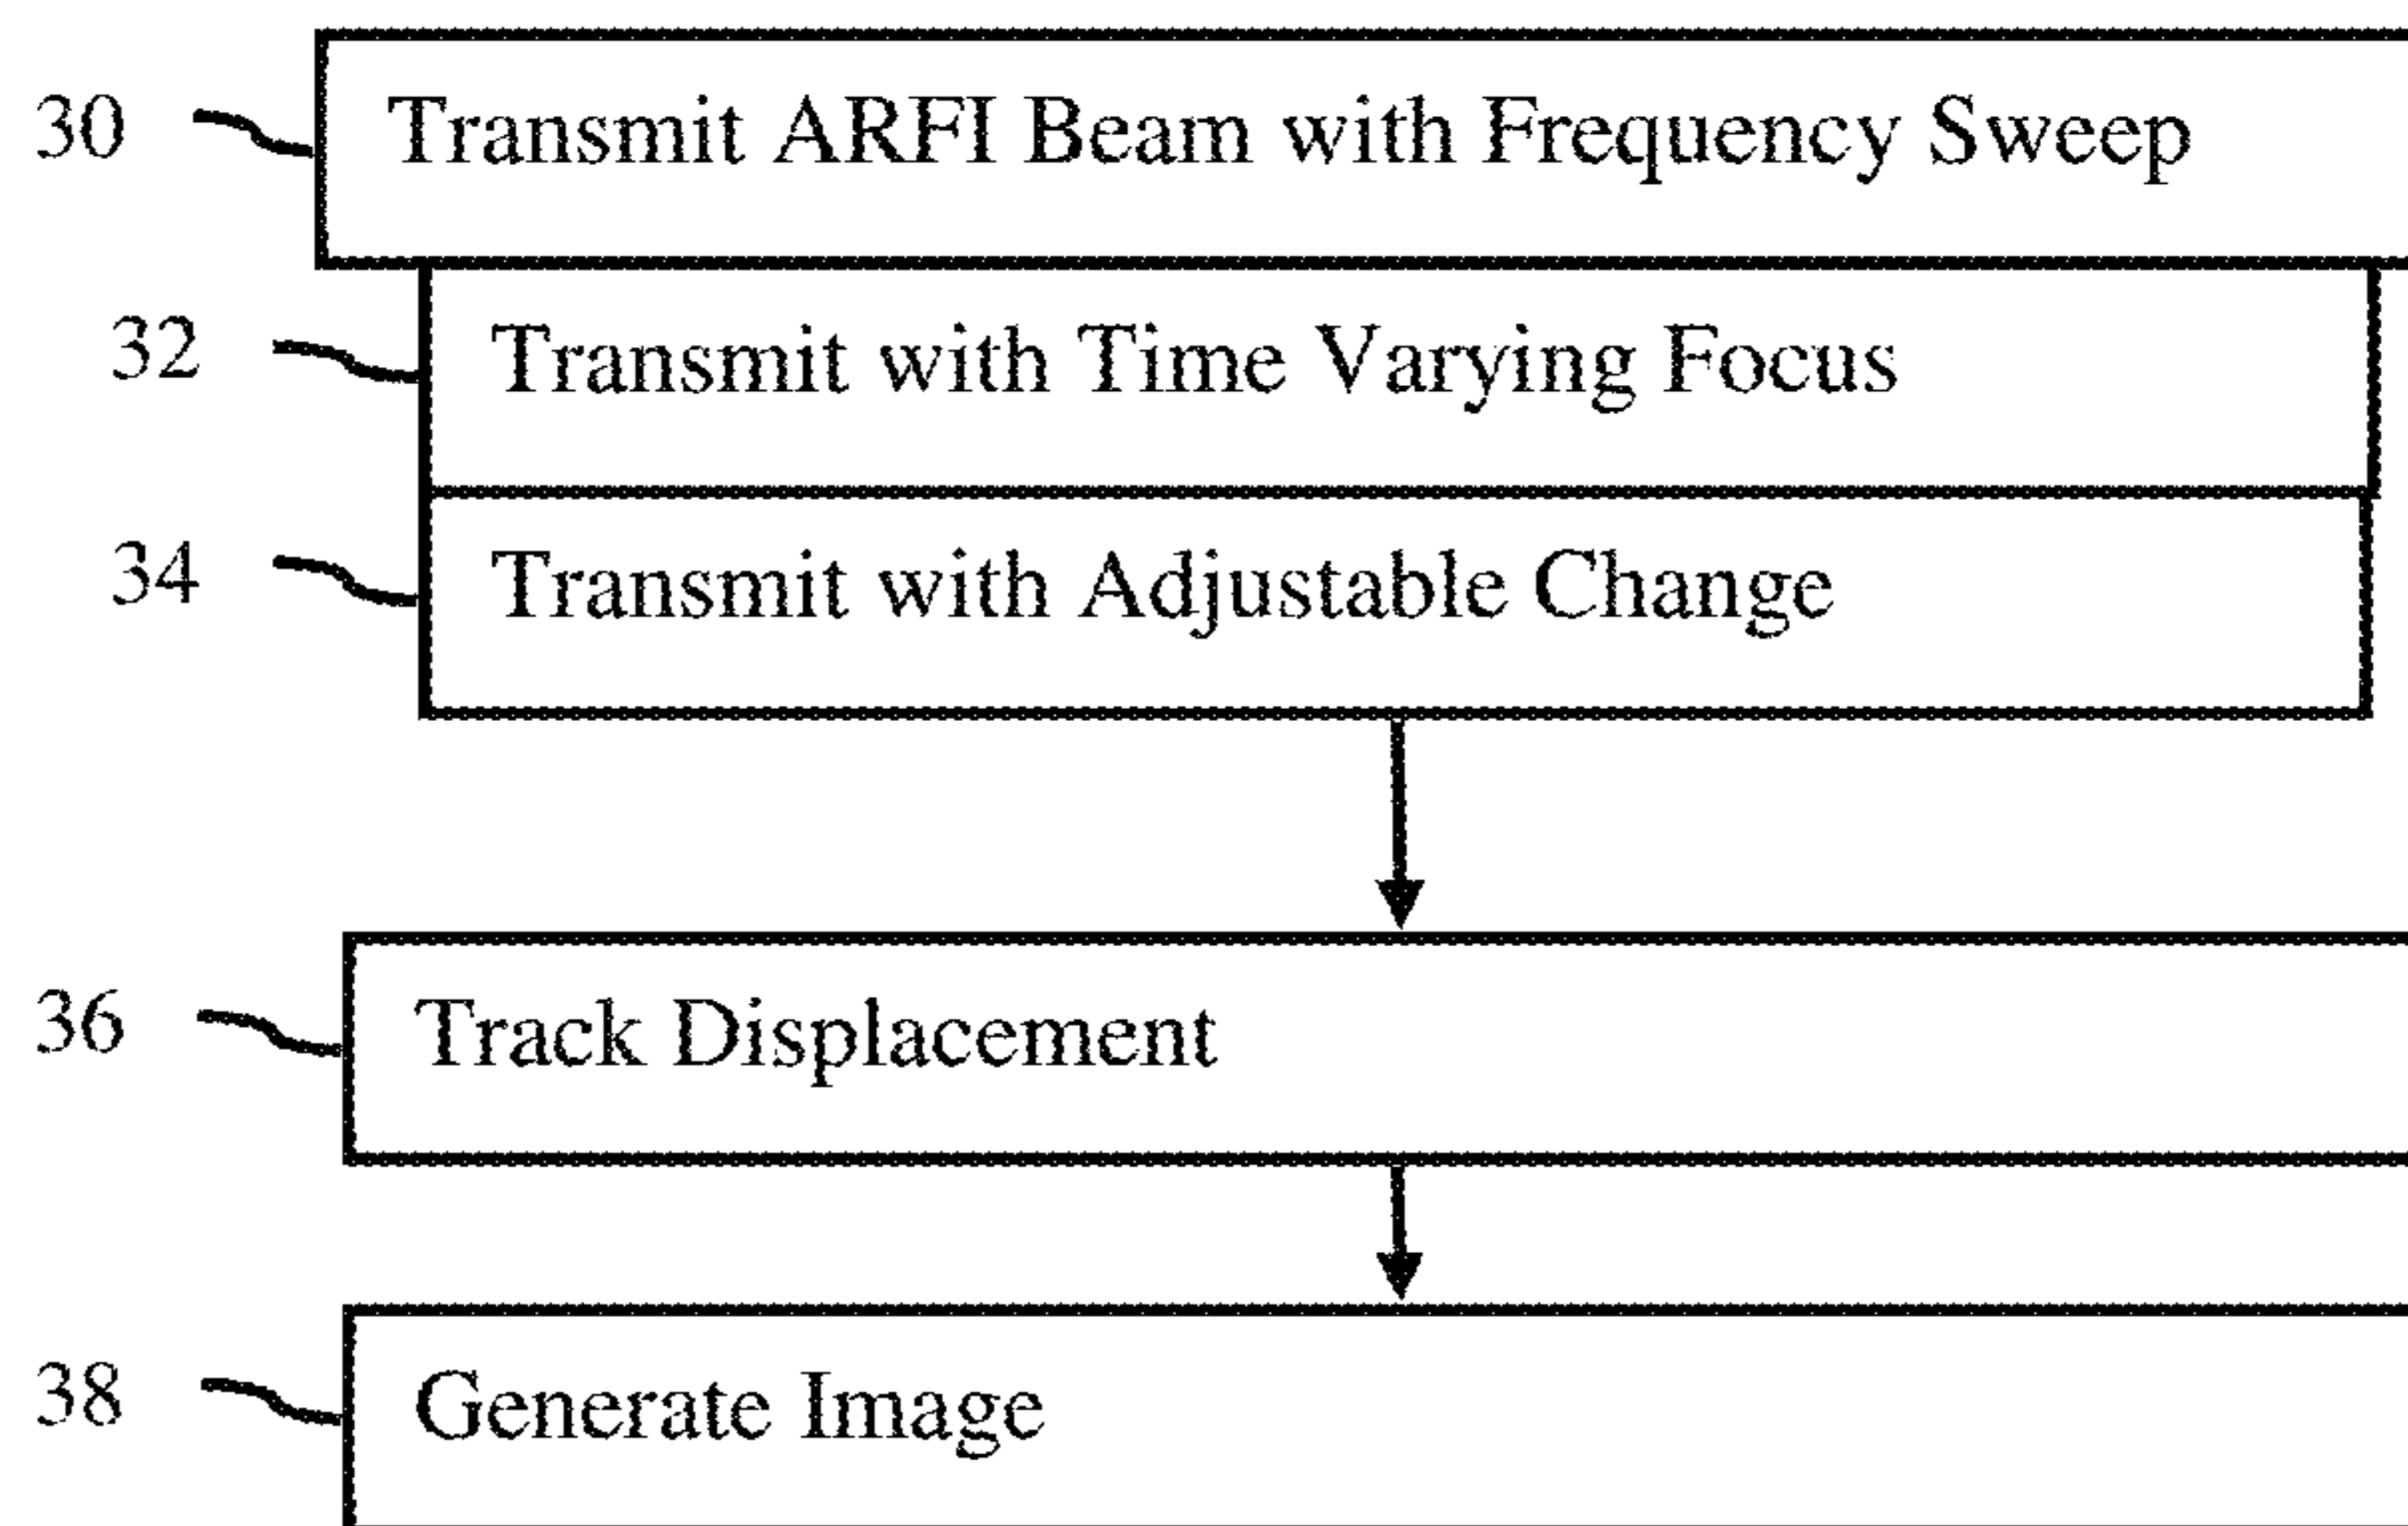 30 Transmit ARFI Beam with Frequency Sweep
32 Transmit with Time Varying Focus
34 Transmit with Adjustable Change
36 Track Displacement
38 Generate Image